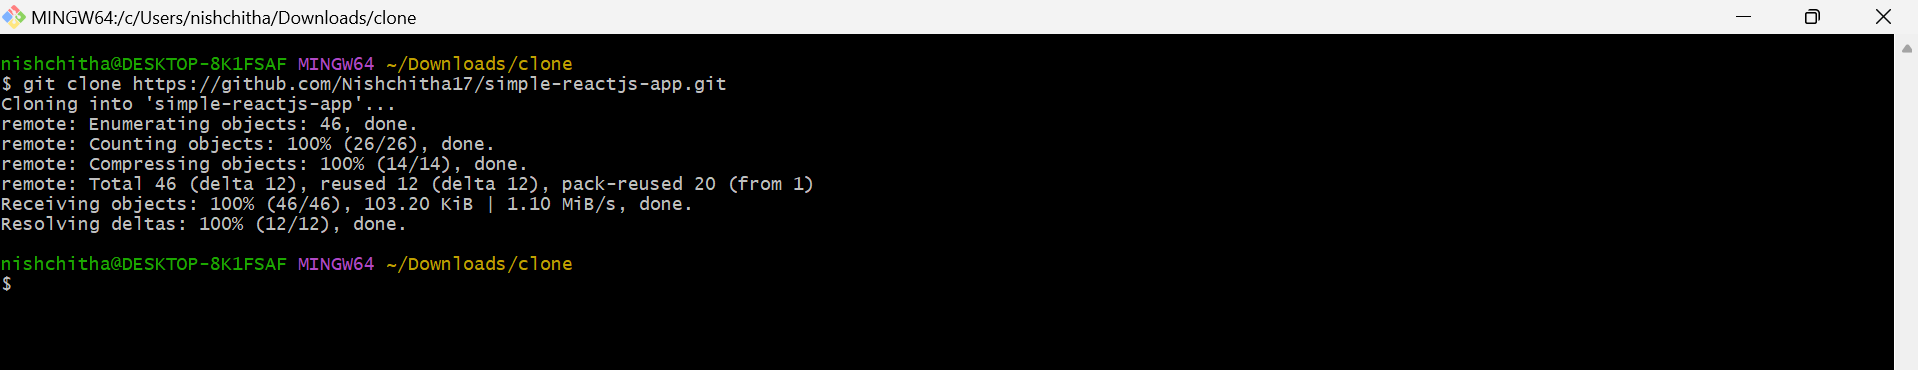 MINGW64:/c/Users/nishchitha/Downloads/clone
nishchitha@DESKTOP-8K1FSAF MINGW64 ~/Downloads/clone
$ git clone https://github.com/Nishchitha17/simple-reactjs-app.git
Cloning into 'simple-reactjs-app'...
remote: Enumerating objects: 46, done.
remote: Counting objects: 100% (26/26), done.
remote: Compressing objects: 100% (14/14), done.
remote: Total 46 (delta 12), reused 12 (delta 12), pack-reused 20 (from 1)
Receiving objects: 100% (46/46), 103.20 KiB | 1.10 MiB/s, done.
Resolving deltas: 100% (12/12), done.
nishchitha@DESKTOP-8K1FSAF MINGW64 ~/Downloads/clone
$